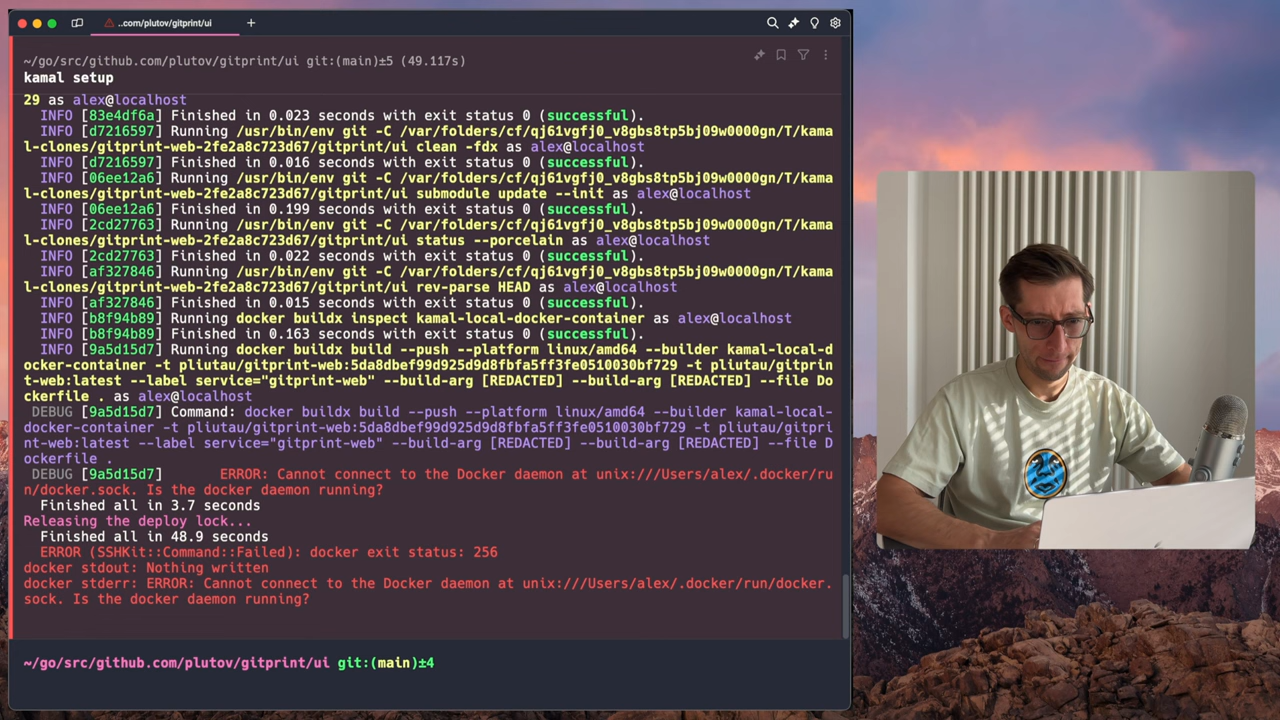 ..com/plutov/gitprint/ui
~/go/src/github.com/plutov/gitprint/ui git:(main)±5 (49.117s)
kamal setup
29 as alex@localhost
INFO [83e4df6a] Finished in 0.023 seconds with exit status 0 (successful).
INFO [d7216597] Running /usr/bin/env git -C /var/folders/cf/qj61vgfj0_v8gbs8tp5bj09w0000gn/T/kama
l-clones/gitprint-web-2fe2a8c723d67/gitprint/ui clean -fdx as alex@localhost
INFO [d7216597] Finished in 0.016 seconds with exit status 0 (successful).
INFO [06ee12a6] Running /usr/bin/env git -C /var/folders/cf/qj61vgfj0_v8gbs8tp5bj09w0000gn/T/kama
l-clones/gitprint-web-2fe2a8c723d67/gitprint/ui submodule update --init as alex@localhost
INFO [06ee12a6] Finished in 0.199 seconds with exit status 0 (successful).
INFO [2cd27763] Running /usr/bin/env git -C /var/folders/cf/qj61vgfj0_v8gbs8tp5bj09w0000gn/T/kama
l-clones/gitprint-web-2fe2a8c723d67/gitprint/ui status --porcelain as alex@localhost
INFO [2cd27763] Finished in 0.022 seconds with exit status 0 (successful).
INFO [af327846] Running /usr/bin/env git -C /var/folders/cf/qj61vgfj0_v8gbs8tp5bj09w0000gn/T/kama
l-clones/gitprint-web-2fe2a8c723d67/gitprint/ui rev-parse HEAD as alex@localhost
INFO [af327846] Finished in 0.015 seconds with exit status 0 (successful).
INFO [b8f94b89] Running docker buildx inspect kamal-local-docker-container as alex@localhost
INFO [b8f94b89] Finished in 0.163 seconds with exit status 0 (successful).
INFO [9a5d15d7] Running docker buildx build --push --platform linux/amd64 --builder kamal-local-d
ocker-container -t pliutau/gitprint-web:5da8dbef99d925d9d8fbfa5ff3fe0510030bf729 -t pliutau/gitprin
t-web:latest --label service="gitprint-web" --build-arg [REDACTED] --build-arg [REDACTED] --file Do
ckerfile . as alex@localhost
DEBUG [9a5d15d7] Command: docker buildx build --push --platform linux/amd64 --builder kamal-local-
docker-container -t pliutau/gitprint-web:5da8dbef99d925d9d8fbfa5ff3fe0510030bf729 -t pliutau/gitpri
nt-web:latest --label service="gitprint-web" --build-arg [REDACTED] --build-arg [REDACTED] --file D
ockerfile .
DEBUG [9a5d15d7] ERROR: Cannot connect to the Docker daemon at unix:///Users/alex/.docker/ru
n/docker.sock. Is the docker daemon running?
Finished all in 3.7 seconds
Releasing the deploy lock...
Finished all in 48.9 seconds
ERROR (SSHKit::Command::Failed): docker exit status: 256
docker stdout: Nothing written
docker stderr: ERROR: Cannot connect to the Docker daemon at unix:///Users/alex/.docker/run/docker.
sock. Is the docker daemon running?
~/go/src/github.com/plutov/gitprint/ui git:(main)±4